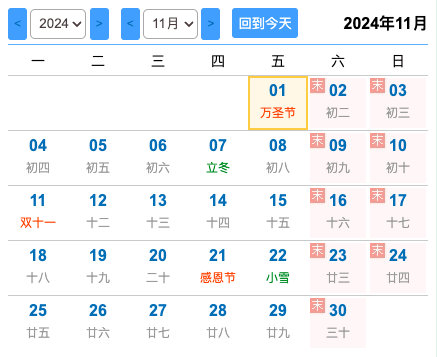 < 2024 > < 11月 > 回到今天 2024年11月
一 二 三 四 五 六 日
01 末 02 末 03
万圣节 初二 初三
04 05 06 07 08 末 09 末 10
初四 初五 初六 立冬 初八 初九 初十
11 12 13 14 15 末 16 末 17
双十一 十二 十三 十四 十五 十六 十七
18 19 20 21 22 末 23 末 24
十八 十九 二十 感恩节 小雪 廿三 廿四
25 26 27 28 29 末 30
廿五 廿六 廿七 廿八 廿九 三十